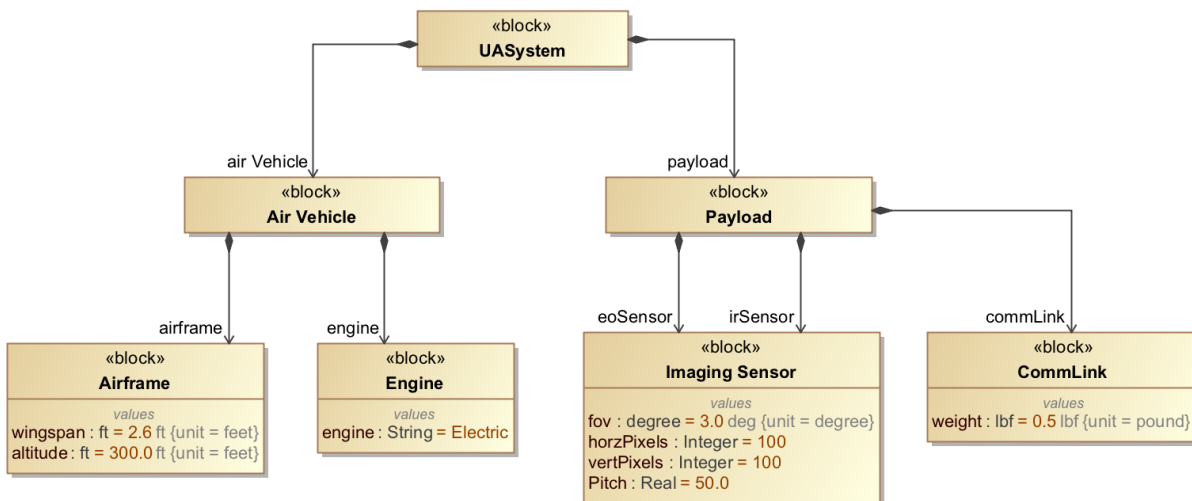 «block»
UASystem
air Vehicle
payload
«block»
Air Vehicle
«block»
Payload
airframe
engine
eoSensor
irSensor
commLink
«block»
Airframe
values
wingspan : ft = 2.6 ft {unit = feet}
altitude : ft = 300.0 ft {unit = feet}
«block»
Engine
values
engine : String = Electric
«block»
Imaging Sensor
values
fov : degree = 3.0 deg {unit = degree}
horzPixels : Integer = 100
vertPixels : Integer = 100
Pitch : Real = 50.0
«block»
CommLink
values
weight : lbf = 0.5 lbf {unit = pound}